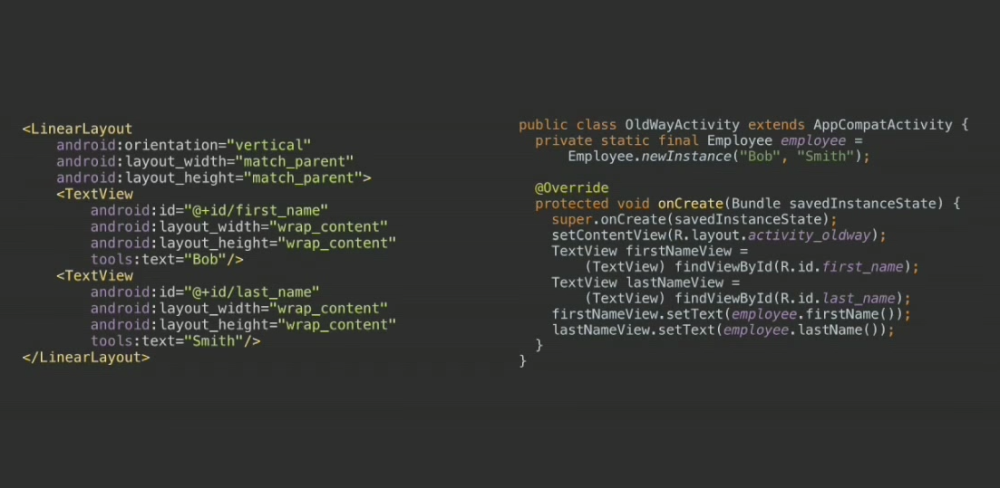 <LinearLayout
    android:orientation="vertical"
    android:layout_width="match_parent"
    android:layout_height="match_parent">
    <TextView
        android:id="@+id/first_name"
        android:layout_width="wrap_content"
        android:layout_height="wrap_content"
        tools:text="Bob"/>
    <TextView
        android:id="@+id/last_name"
        android:layout_width="wrap_content"
        android:layout_height="wrap_content"
        tools:text="Smith"/>
</LinearLayout>
public class OldWayActivity extends AppCompatActivity {
  private static final Employee employee =
      Employee.newInstance("Bob", "Smith");
  @Override
  protected void onCreate(Bundle savedInstanceState) {
    super.onCreate(savedInstanceState);
    setContentView(R.layout.activity_oldway);
    TextView firstNameView =
        (TextView) findViewById(R.id.first_name);
    TextView lastNameView =
        (TextView) findViewById(R.id.last_name);
    firstNameView.setText(employee.firstName());
    lastNameView.setText(employee.lastName());
  }
}